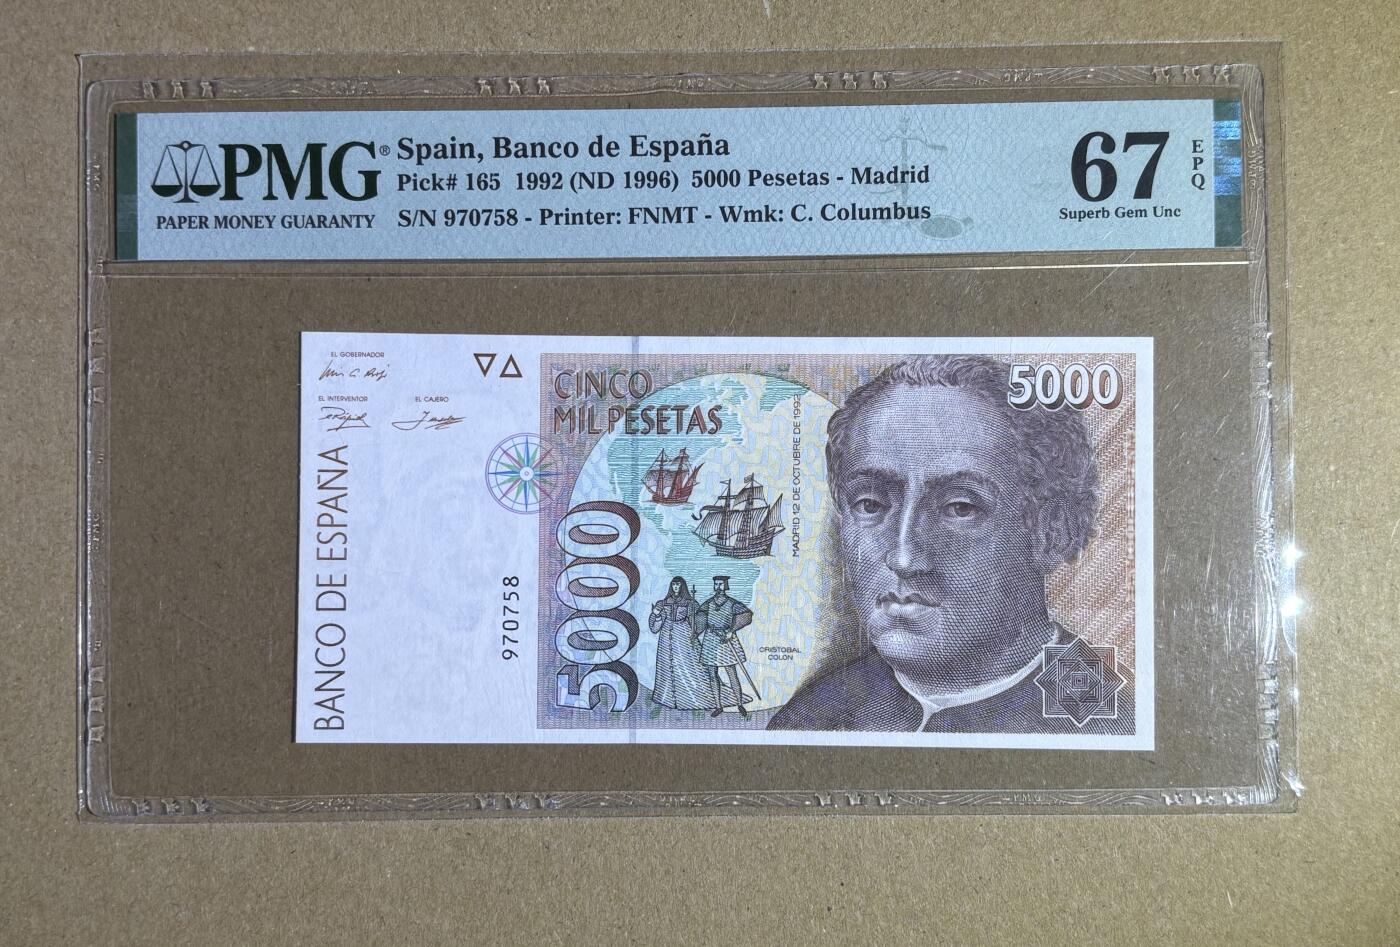 PMG®
PAPER MONEY GUARANTY
Spain, Banco de España
Pick# 165 1992 (ND 1996) 5000 Pesetas - Madrid
S/N 970758 - Printer: FNMT - Wmk: C. Columbus
67
EPQ
Superb Gem Unc
EL GOBERNADOR
EL INTERVENTOR
EL CAJERO
BANCO DE ESPAÑA
970758
CINCO
MIL PESETAS
5000
MADRID 12 DE OCTUBRE DE 1992
CRISTOBAL
COLON
5000